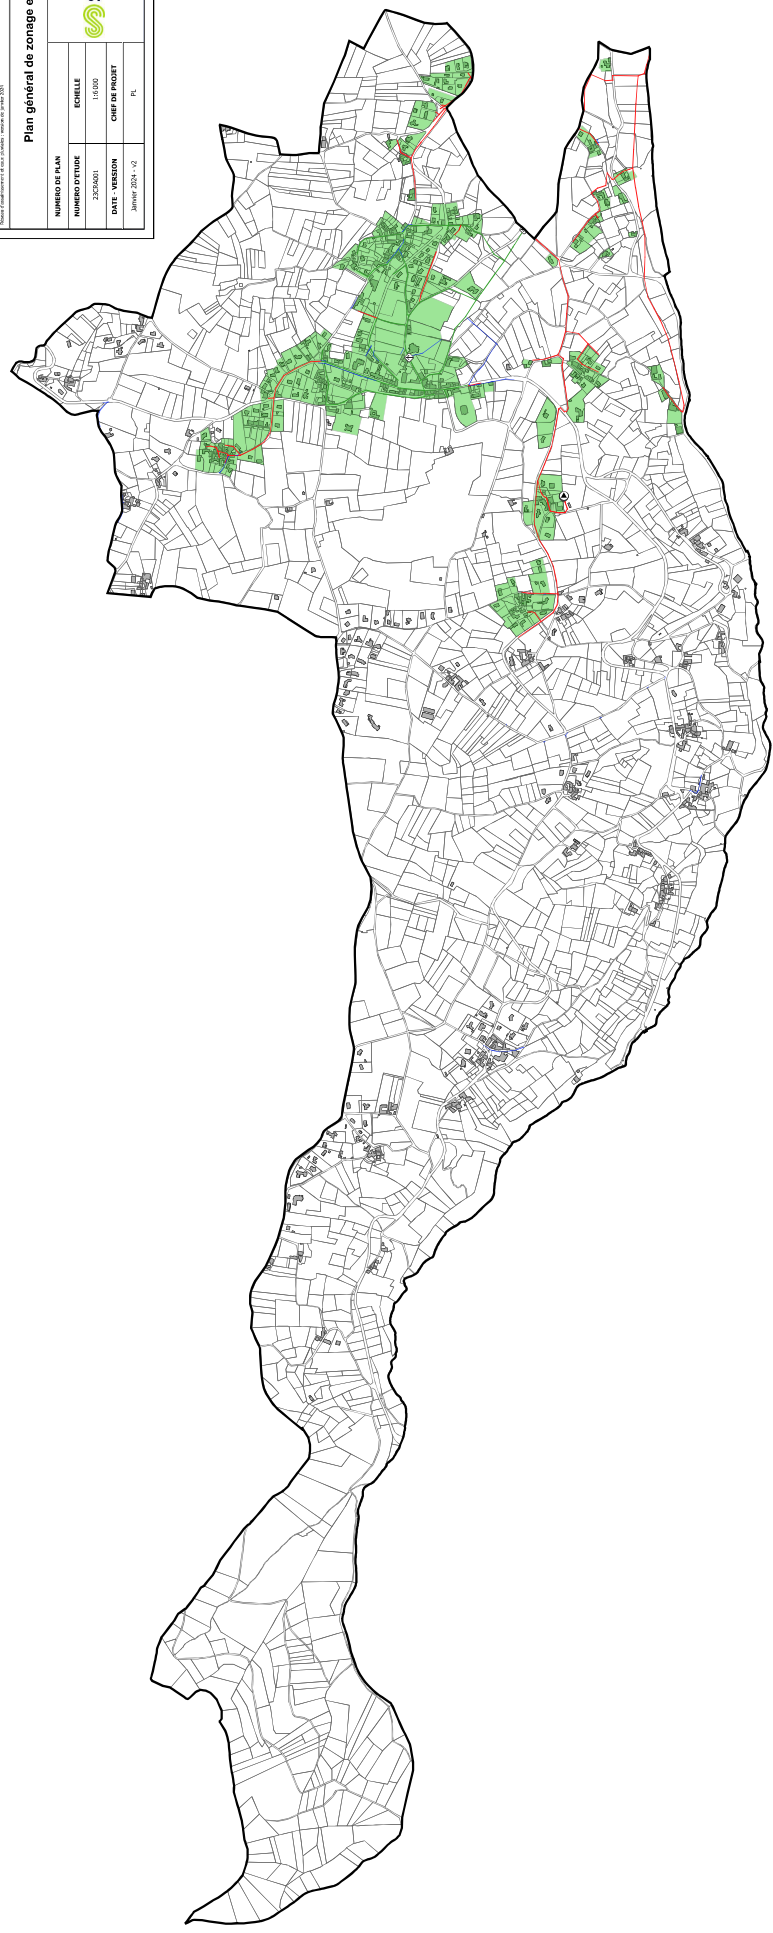 Plan général de zonage e
NUMERO DE PLAN
NUMERO D'ETUDE
ECHELLE
23CRA001
1:6 000
DATE - VERSION
CHEF DE PROJET
Janvier 2024 - v2
PL